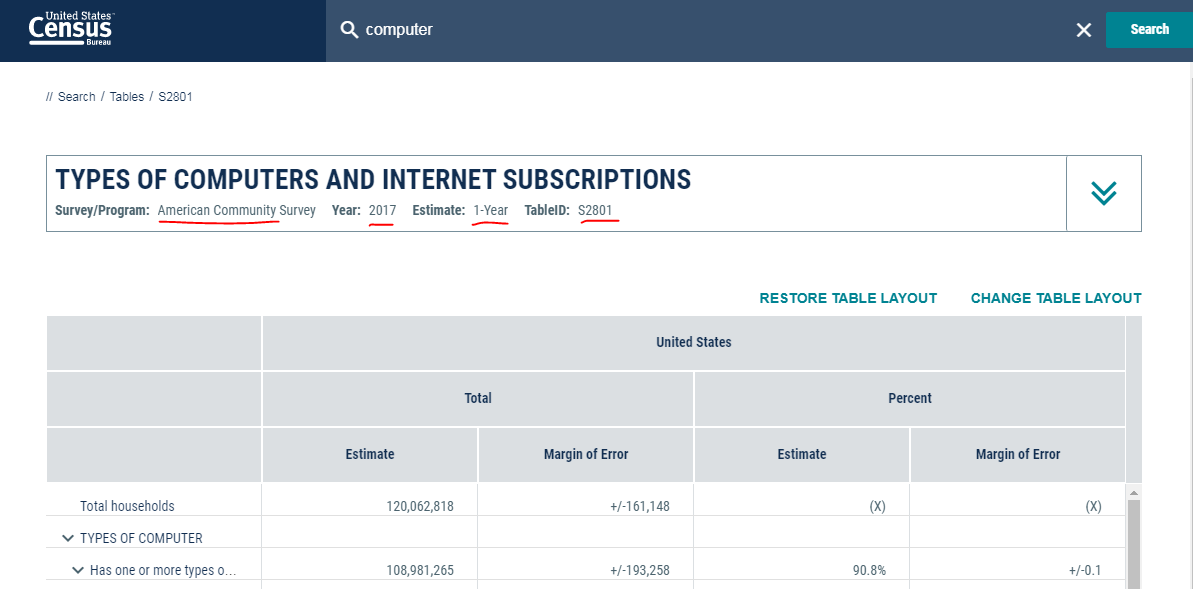 United States™
Census
Bureau
computer
Search
// Search / Tables / S2801
TYPES OF COMPUTERS AND INTERNET SUBSCRIPTIONS
Survey/Program: American Community Survey Year: 2017 Estimate: 1-Year TableID: S2801
RESTORE TABLE LAYOUT CHANGE TABLE LAYOUT
United States
Total Percent
Estimate Margin of Error Estimate Margin of Error
Total households 120,062,818 +/-161,148 (X) (X)
TYPES OF COMPUTER
Has one or more types o... 108,981,265 +/-193,258 90.8% +/-0.1